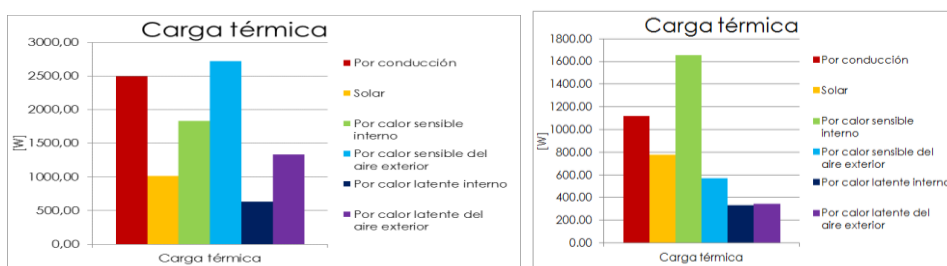 Carga térmica
3000,00
2500,00
2000,00
1500,00
1000,00
500,00
0,00
[W]
Carga térmica
Por conducción
Solar
Por calor sensible
interno
Por calor sensible del
aire exterior
Por calor latente interno
Por calor latente del
aire exterior
Carga térmica
1800.00
1600.00
1400.00
1200.00
1000.00
800.00
600.00
400.00
200.00
0.00
[W]
Carga térmica
Por conducción
Solar
Por calor sensible
interno
Por calor sensible del
aire exterior
Por calor latente interno
Por calor latente del
aire exterior